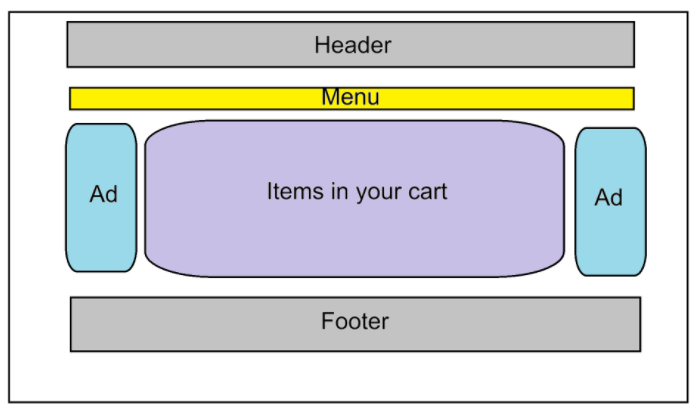 Header
Menu
Ad
Items in your cart
Ad
Footer